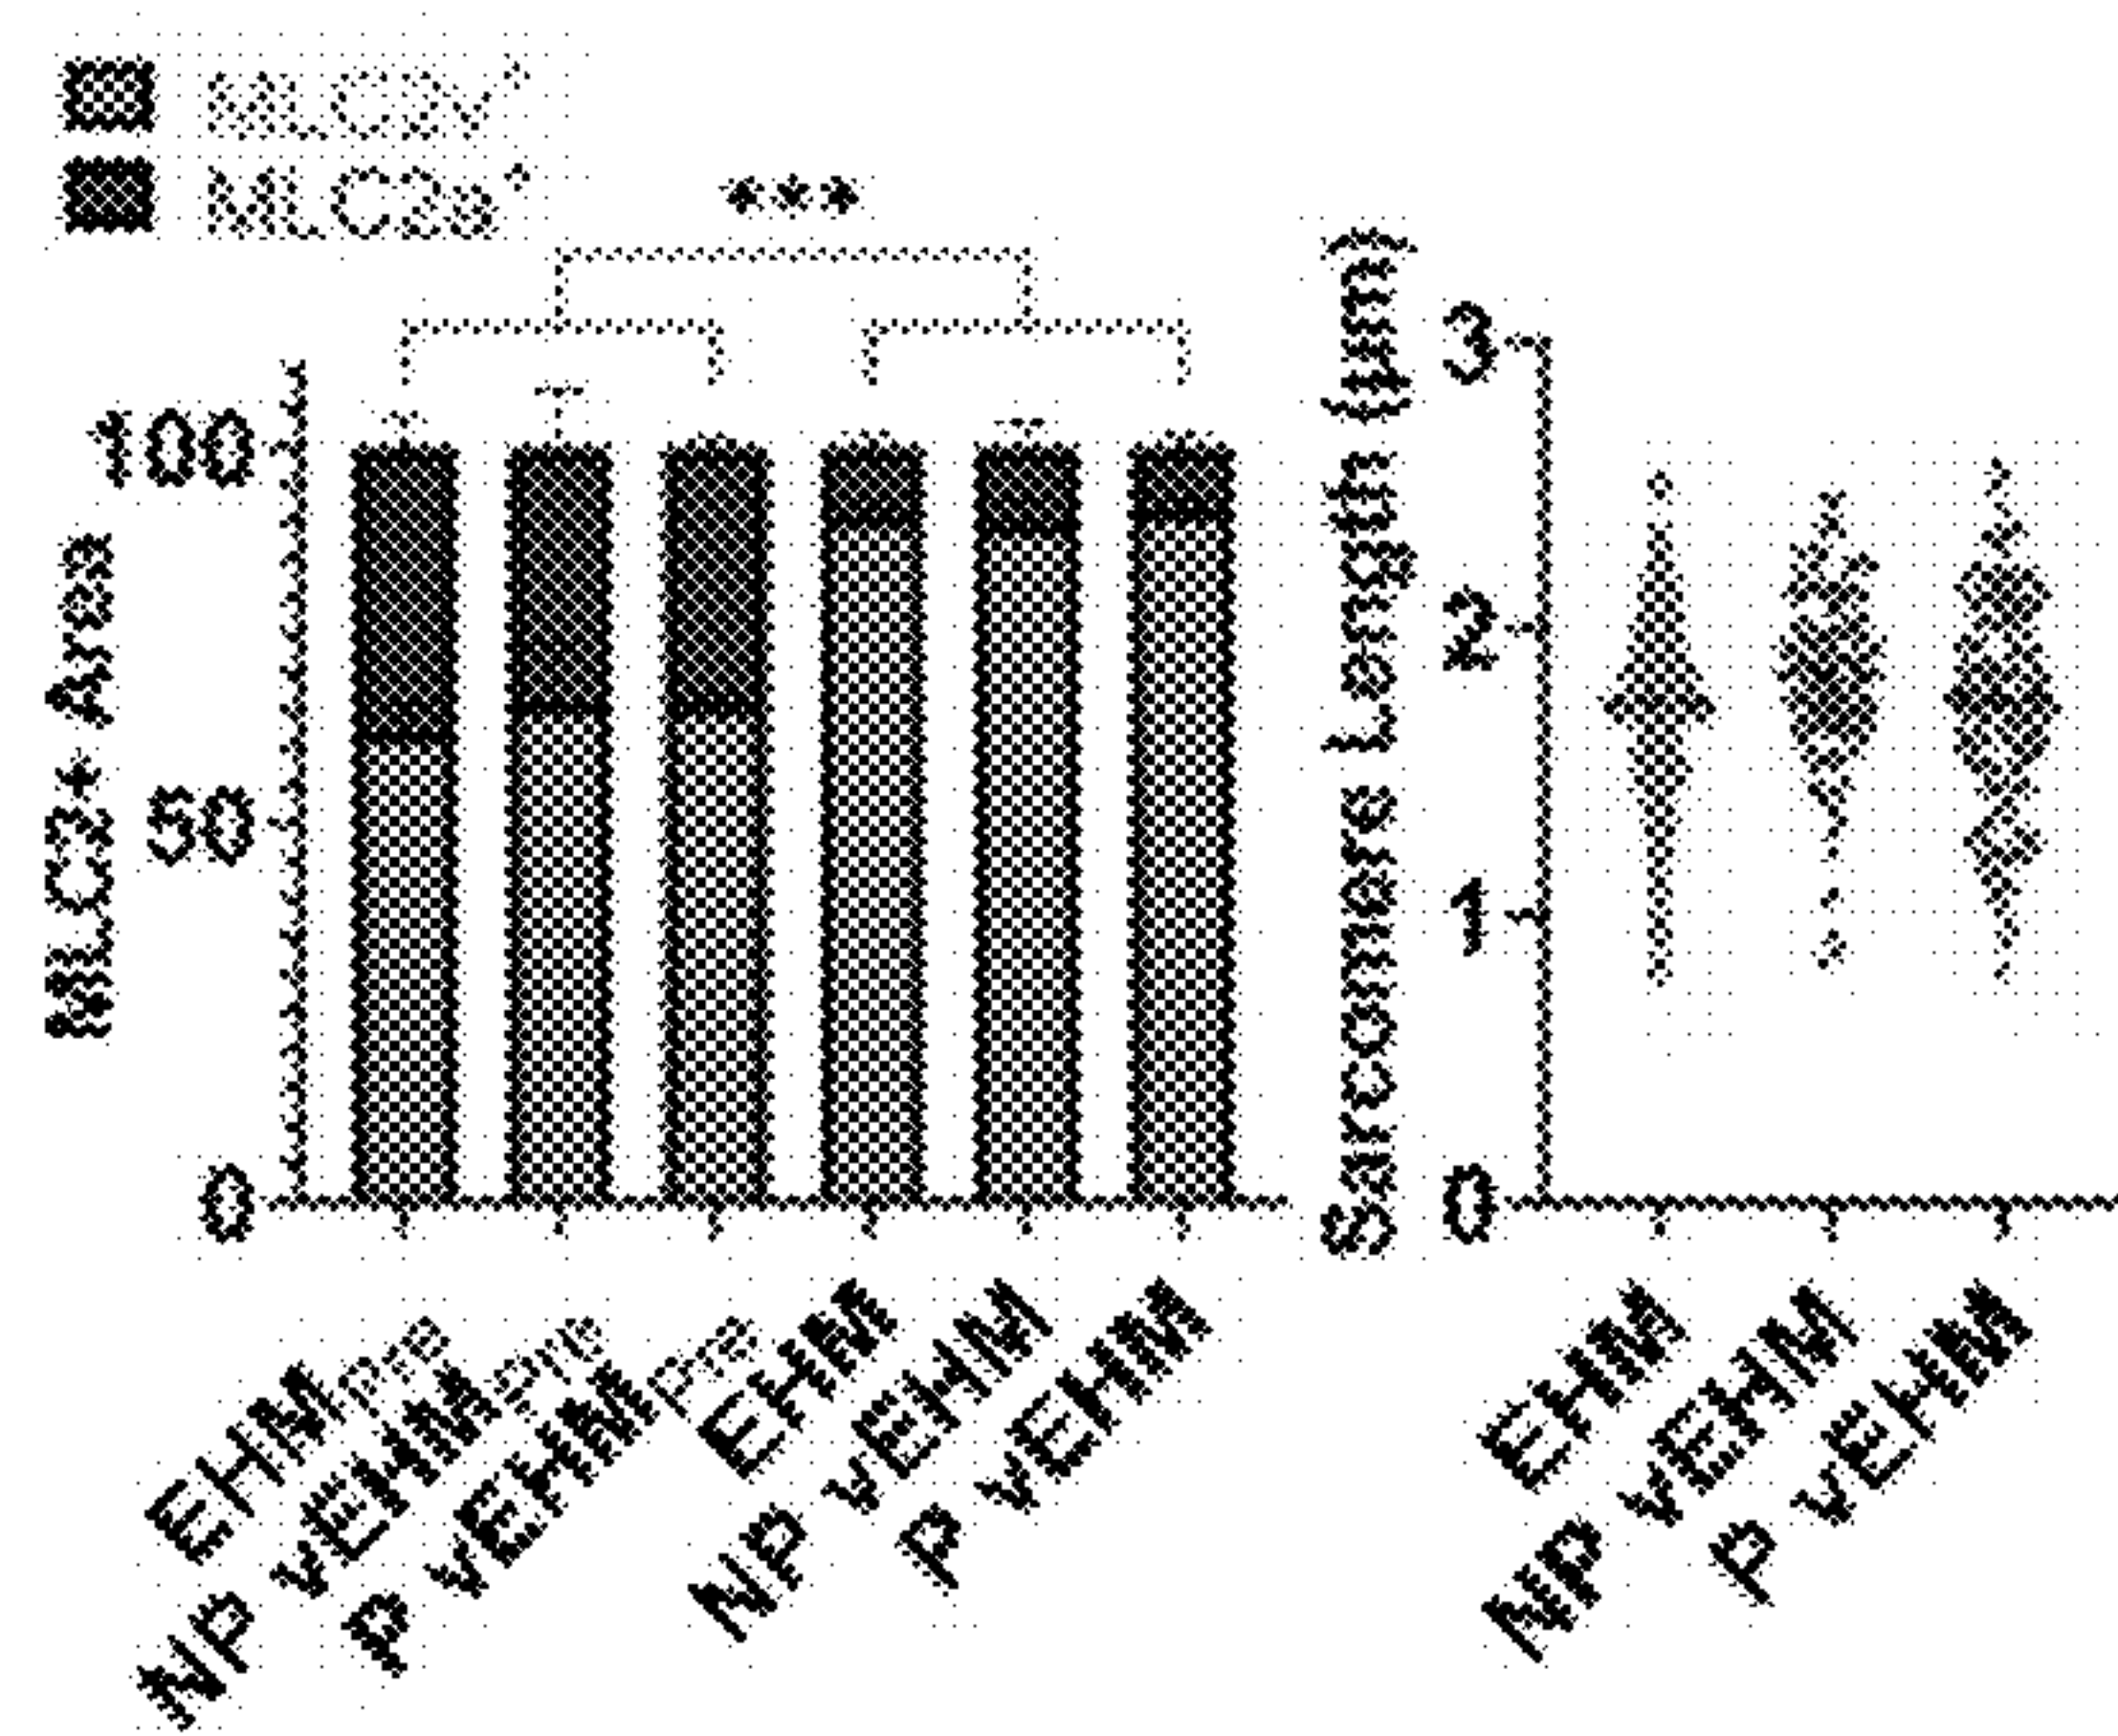 MLC2v+
MLC2a+
***
MLC2+ Area
100
50
0
EHMpre
NP vEHMpre
P vEHMpre
EHM
NP vEHM
P vEHM
Sarcomere Length (μm)
3
2
1
0
EHM
NP vEHM
P vEHM